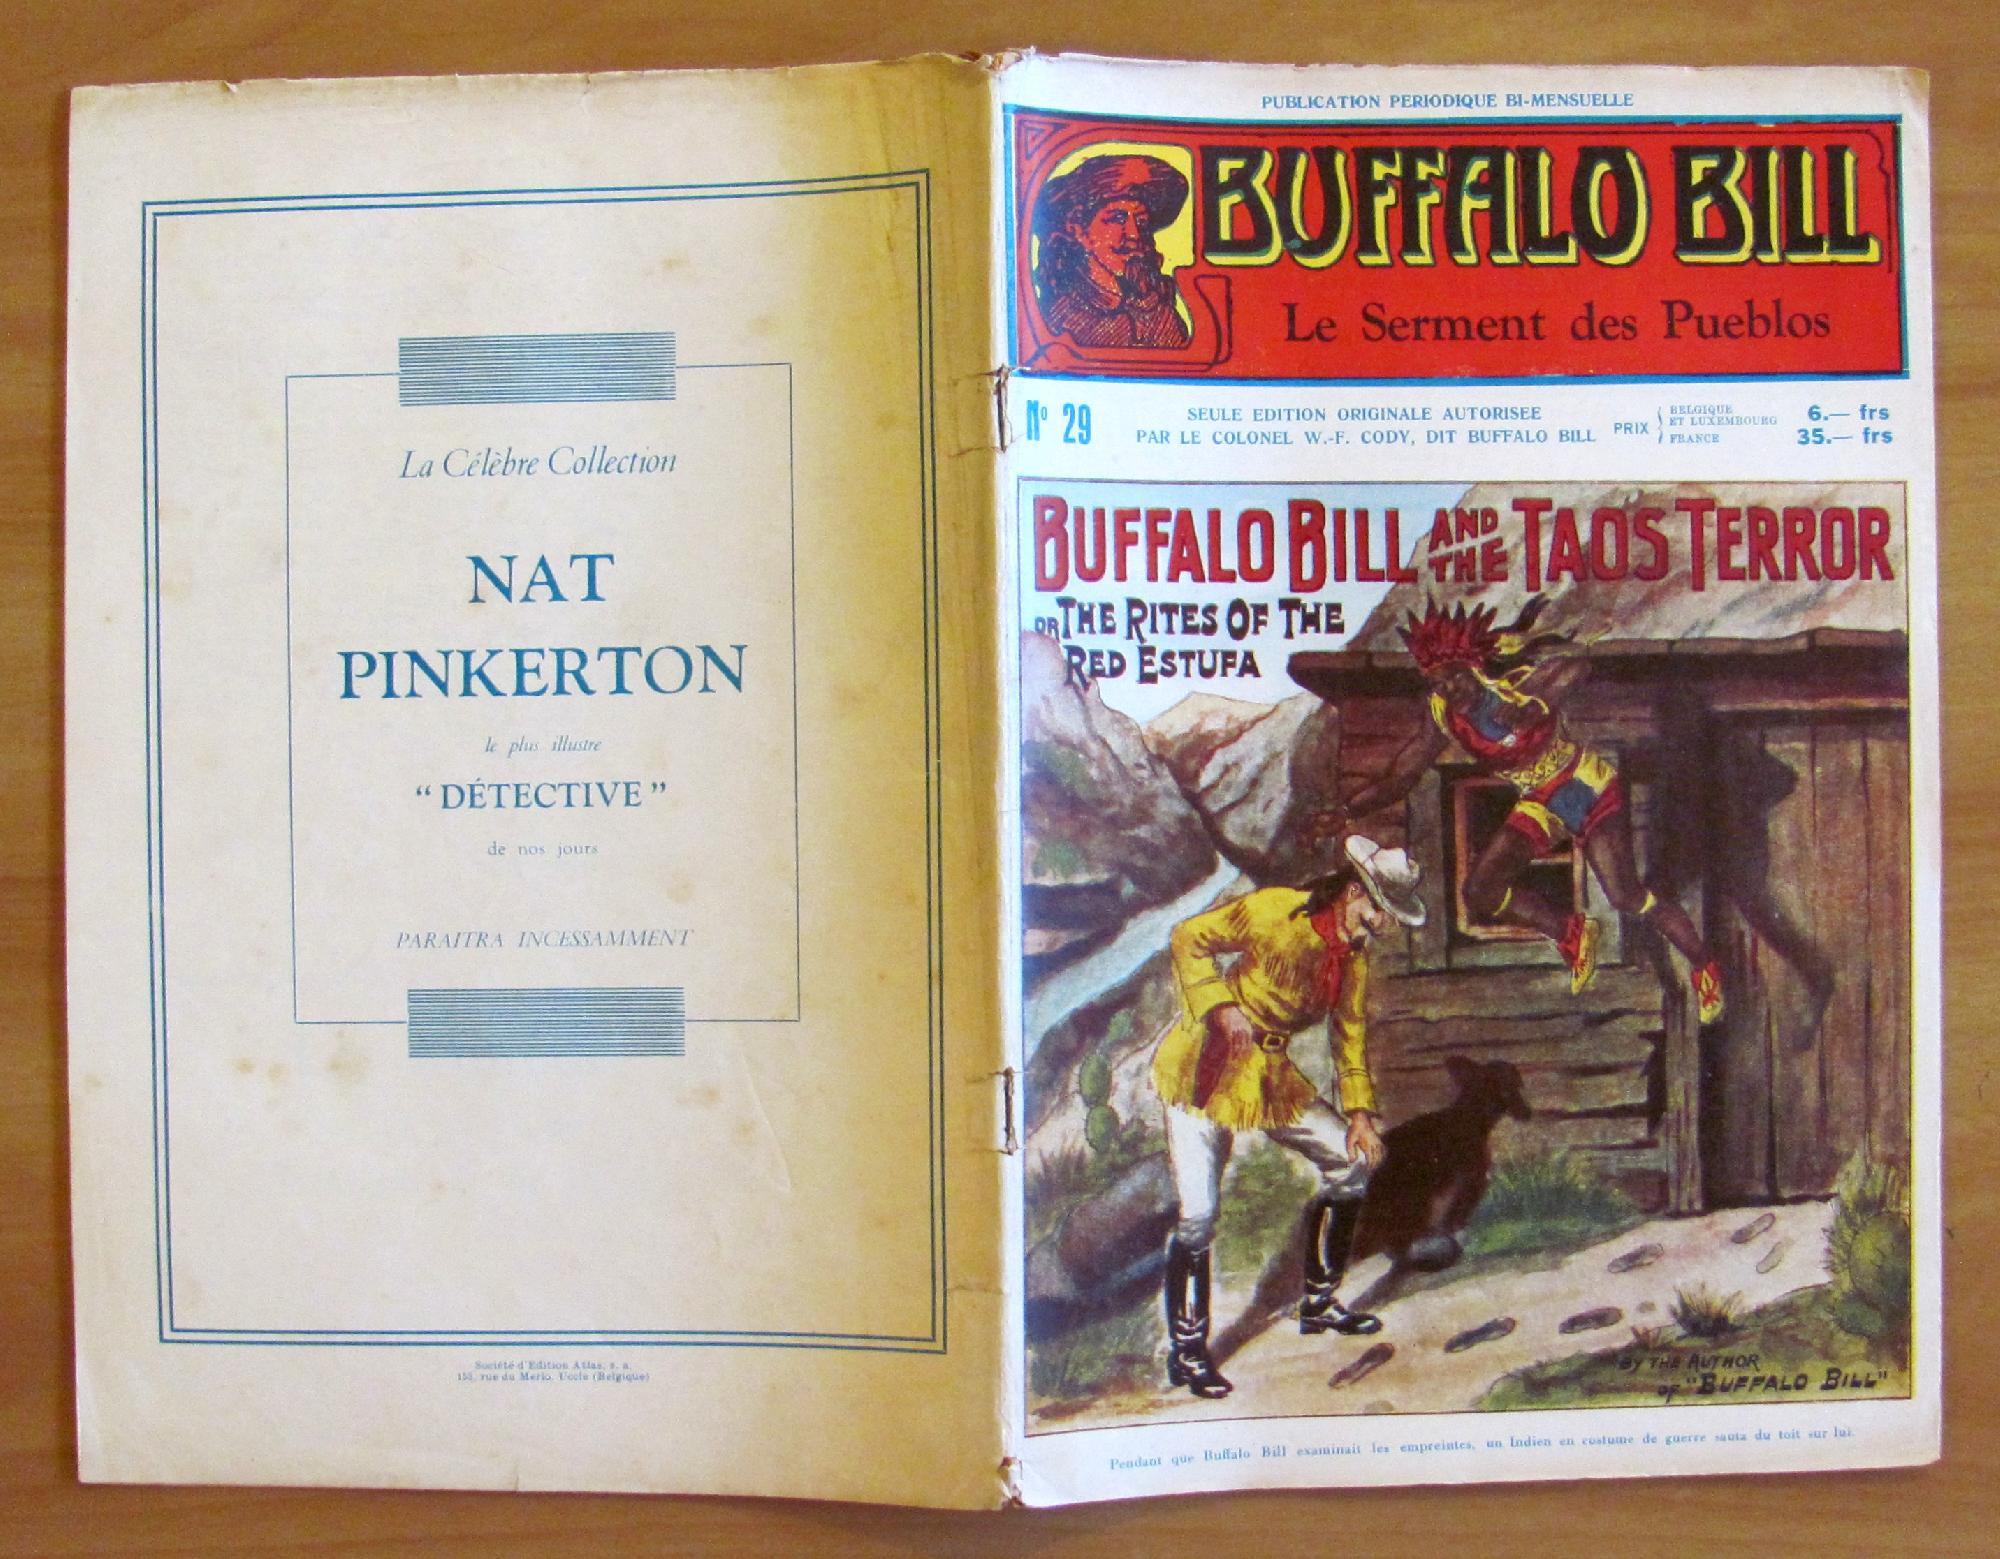 La Célèbre Collection
NAT
PINKERTON
le plus illustre
“ DÉTECTIVE ”
de nos jours
PARAITRA INCESSAMMENT
Société d'Edition Atlas, s. a.
rue du Merlo, Uccle (Belgique)
PUBLICATION PERIODIQUE BI-MENSUELLE
BUFFALO BILL
Le Serment des Pueblos
Nº 29
SEULE EDITION ORIGINALE AUTORISEE
PAR LE COLONEL W.-F. CODY, DIT BUFFALO BILL
PRIX
BELGIQUE
ET LUXEMBOURG
6.— frs
FRANCE
35.— frs
BUFFALO BILL AND THE TAOS TERROR
OR THE RITES OF THE
RED ESTUFA
BY THE AUTHOR
OF "BUFFALO BILL"
Pendant que Buffalo Bill examinait les empreintes, un Indien en costume de guerre sauta du toit sur lui.